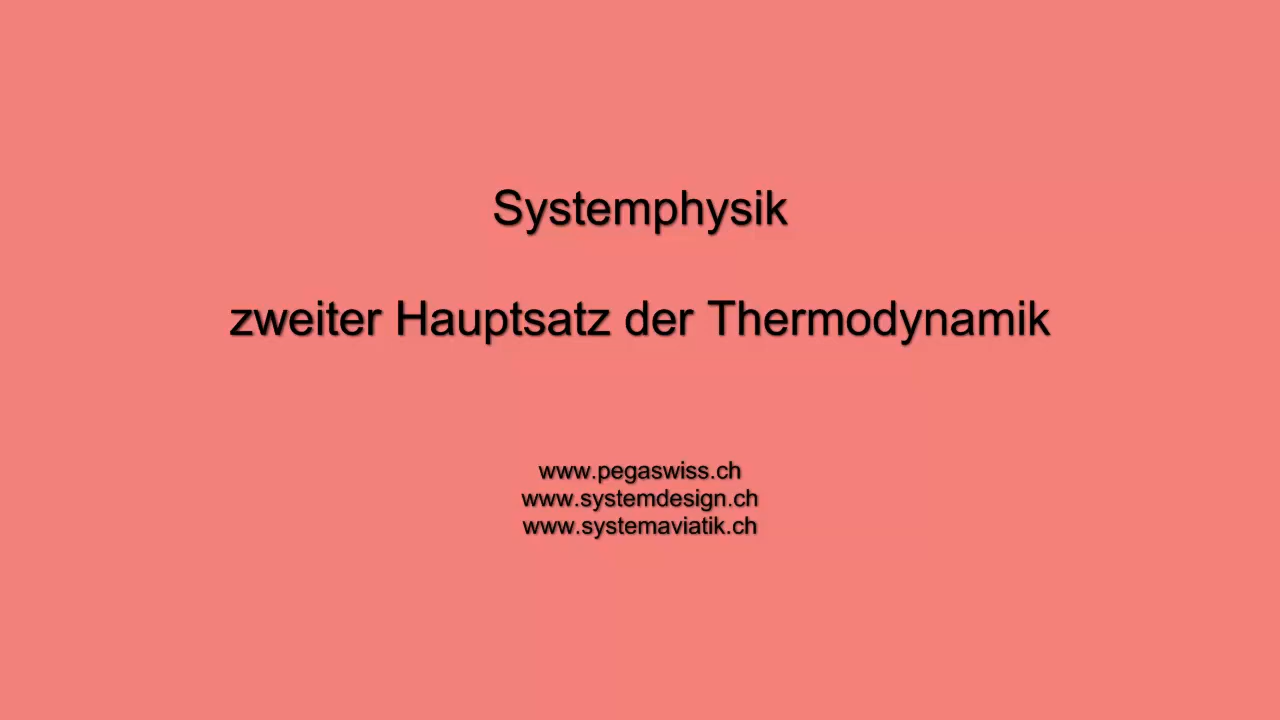 Systemphysik
zweiter Hauptsatz der Thermodynamik
www.pegaswiss.ch
www.systemdesign.ch
www.systemaviatik.ch